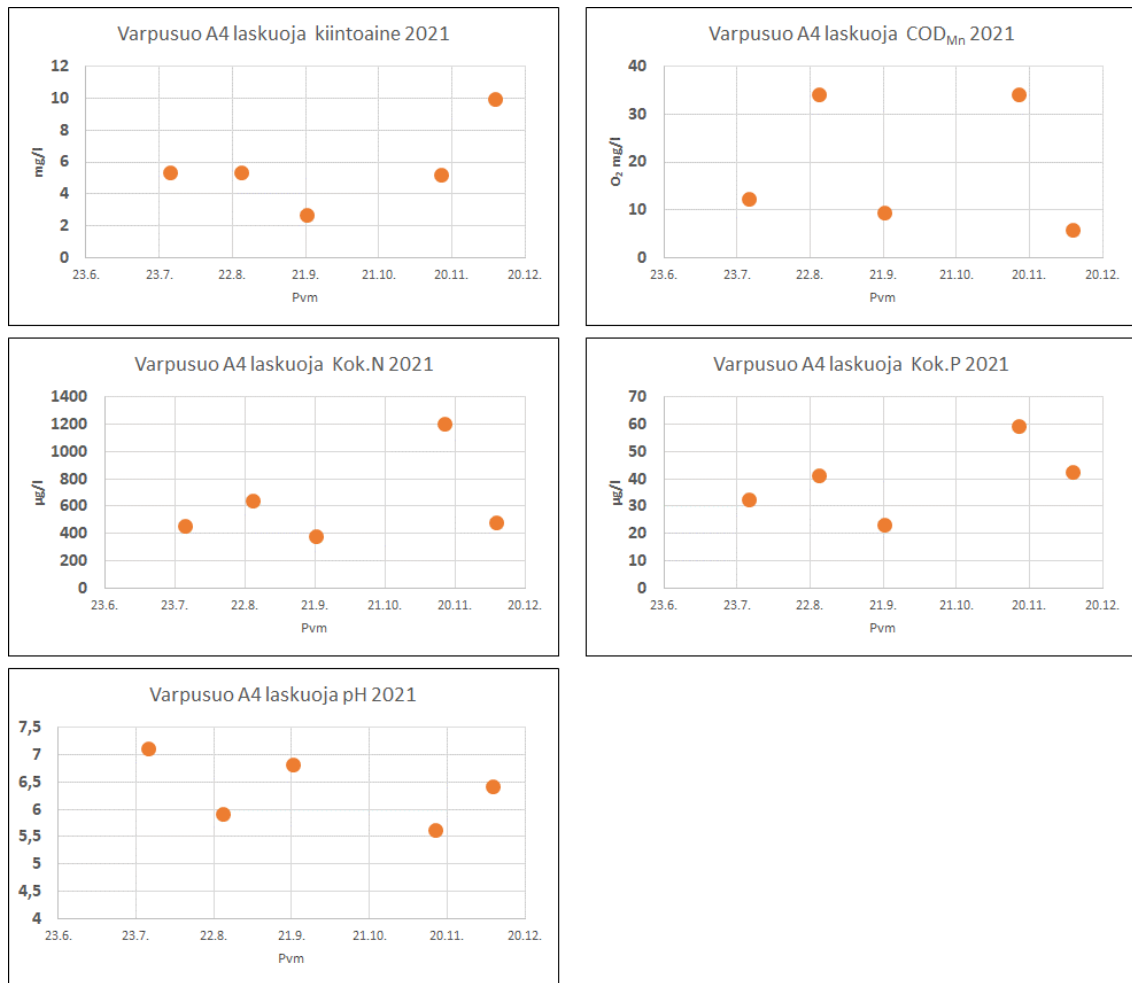 Varpusuo A4 laskuoja kiintoaine 2021
12
10
8
6
4
2
0
mg/l
23.6. 23.7. 22.8. 21.9. 21.10. 20.11. 20.12.
Pvm
Varpusuo A4 laskuoja COD_Mn 2021
40
30
20
10
0
O₂ mg/l
23.6. 23.7. 22.8. 21.9. 21.10. 20.11. 20.12.
Pvm
Varpusuo A4 laskuoja Kok.N 2021
1400
1200
1000
800
600
400
200
0
µg/l
23.6. 23.7. 22.8. 21.9. 21.10. 20.11. 20.12.
Pvm
Varpusuo A4 laskuoja Kok.P 2021
70
60
50
40
30
20
10
0
µg/l
23.6. 23.7. 22.8. 21.9. 21.10. 20.11. 20.12.
Pvm
Varpusuo A4 laskuoja pH 2021
7,5
7
6,5
6
5,5
5
4,5
4
23.6. 23.7. 22.8. 21.9. 21.10. 20.11. 20.12.
Pvm